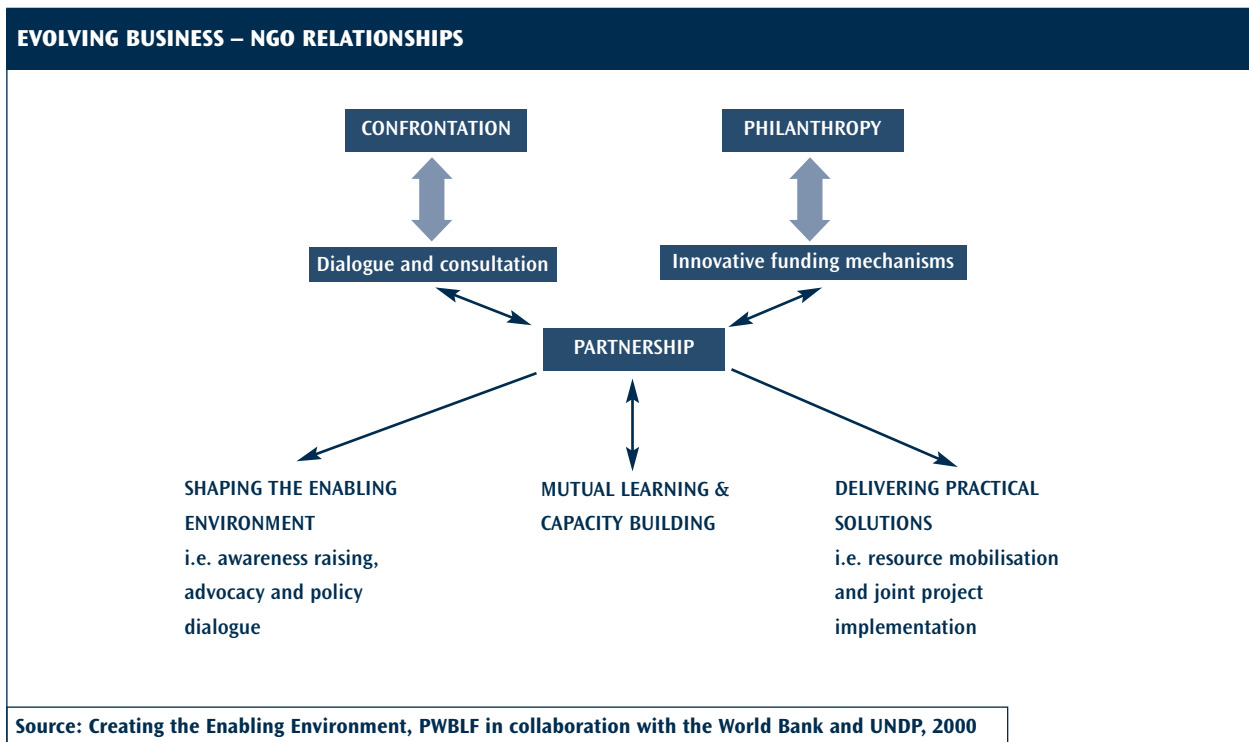 EVOLVING BUSINESS – NGO RELATIONSHIPS
CONFRONTATION
PHILANTHROPY
Dialogue and consultation
Innovative funding mechanisms
PARTNERSHIP
SHAPING THE ENABLING
ENVIRONMENT
i.e. awareness raising,
advocacy and policy
dialogue
MUTUAL LEARNING &
CAPACITY BUILDING
DELIVERING PRACTICAL
SOLUTIONS
i.e. resource mobilisation
and joint project
implementation
Source: Creating the Enabling Environment, PWBLF in collaboration with the World Bank and UNDP, 2000